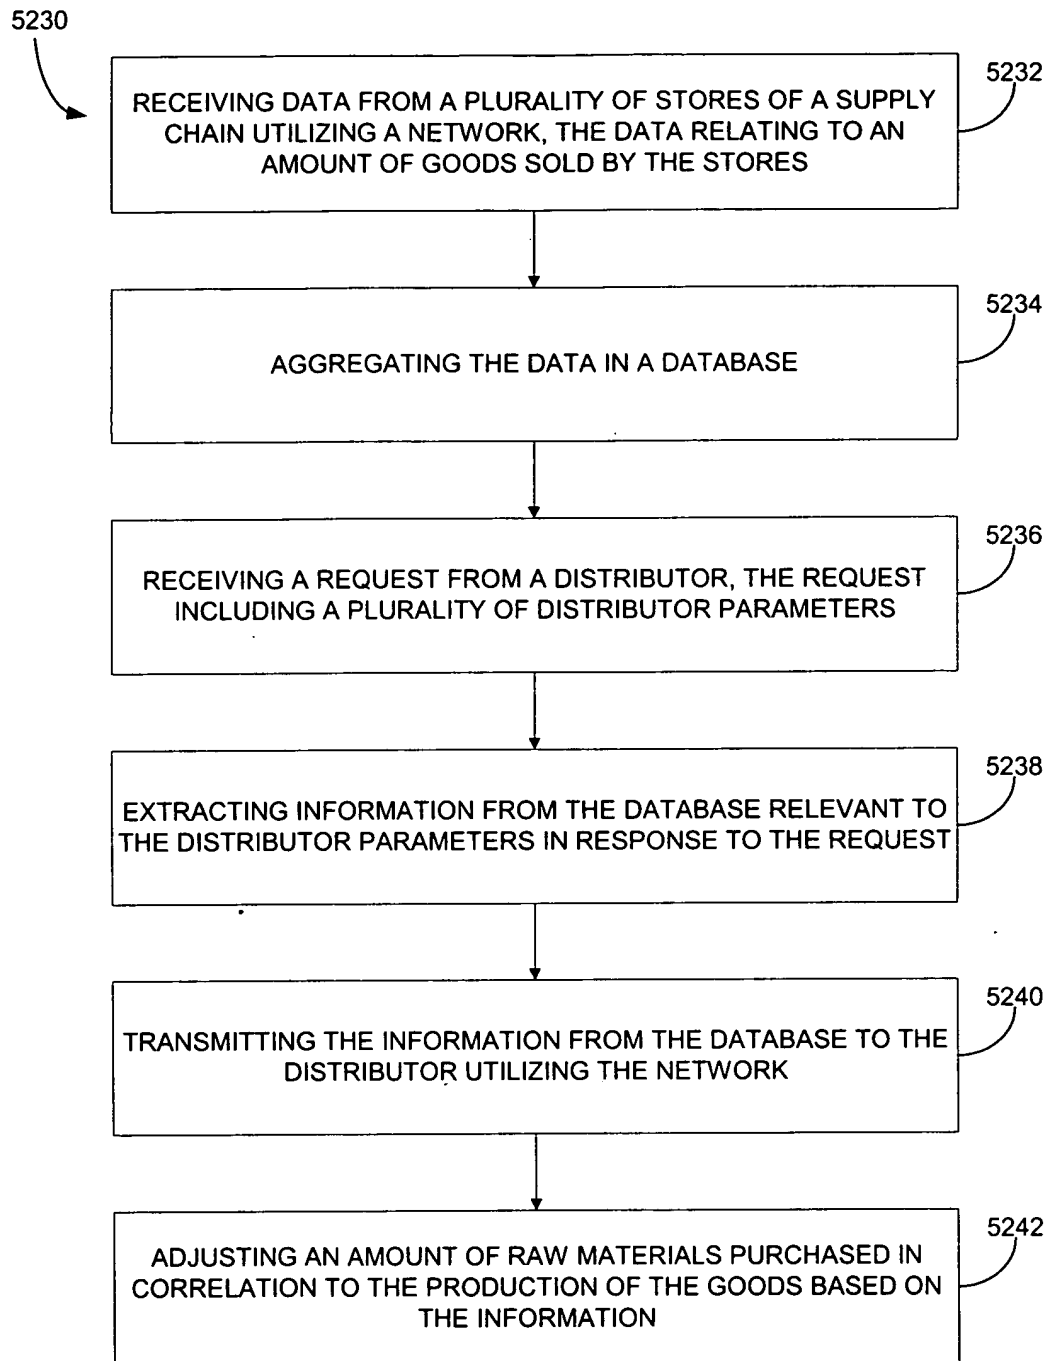 5230
RECEIVING DATA FROM A PLURALITY OF STORES OF A SUPPLY
CHAIN UTILIZING A NETWORK, THE DATA RELATING TO AN
AMOUNT OF GOODS SOLD BY THE STORES
5232
AGGREGATING THE DATA IN A DATABASE
5234
RECEIVING A REQUEST FROM A DISTRIBUTOR, THE REQUEST
INCLUDING A PLURALITY OF DISTRIBUTOR PARAMETERS
5236
EXTRACTING INFORMATION FROM THE DATABASE RELEVANT TO
THE DISTRIBUTOR PARAMETERS IN RESPONSE TO THE REQUEST
5238
TRANSMITTING THE INFORMATION FROM THE DATABASE TO THE
DISTRIBUTOR UTILIZING THE NETWORK
5240
ADJUSTING AN AMOUNT OF RAW MATERIALS PURCHASED IN
CORRELATION TO THE PRODUCTION OF THE GOODS BASED ON
THE INFORMATION
5242